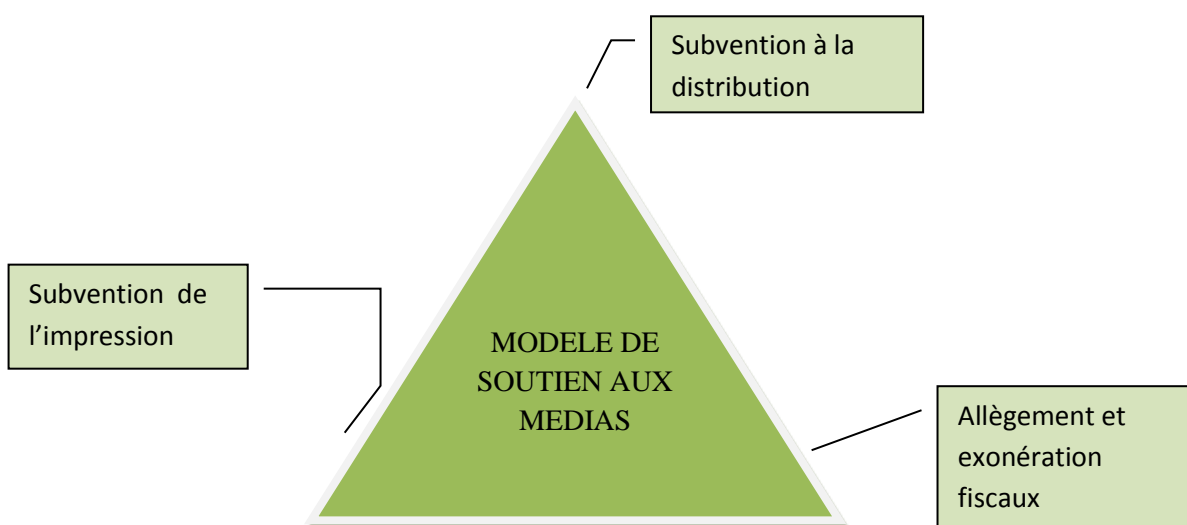 Subvention à la
distribution
Subvention de
l’impression
MODELE DE
SOUTIEN AUX
MEDIAS
Allègement et
exonération
fiscaux